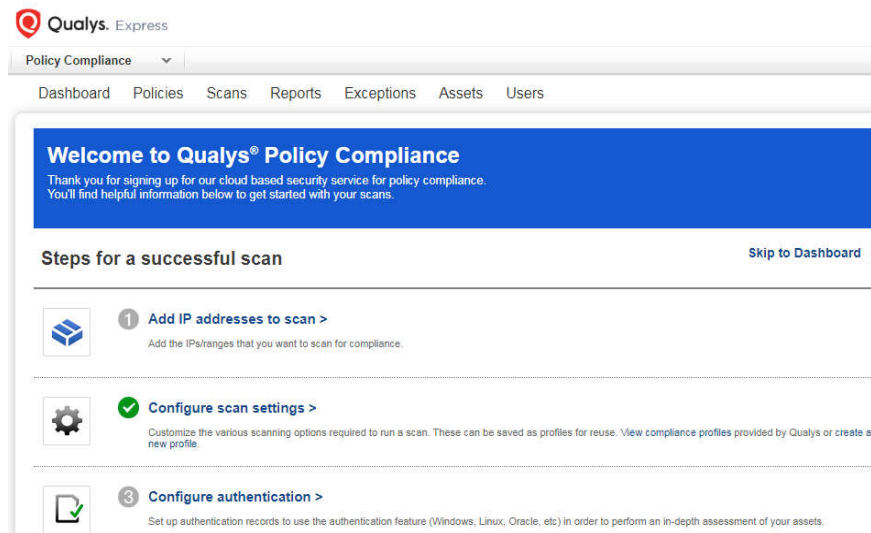 Qualys. Express
Policy Compliance
Dashboard Policies Scans Reports Exceptions Assets Users
Welcome to Qualys® Policy Compliance
Thank you for signing up for our cloud based security service for policy compliance.
You'll find helpful information below to get started with your scans.
Steps for a successful scan
Skip to Dashboard
1 Add IP addresses to scan >
Add the IPs/ranges that you want to scan for compliance.
Configure scan settings >
Customize the various scanning options required to run a scan. These can be saved as profiles for reuse. View compliance profiles provided by Qualys or create a
new profile.
3 Configure authentication >
Set up authentication records to use the authentication feature (Windows, Linux, Oracle, etc) in order to perform an in-depth assessment of your assets.